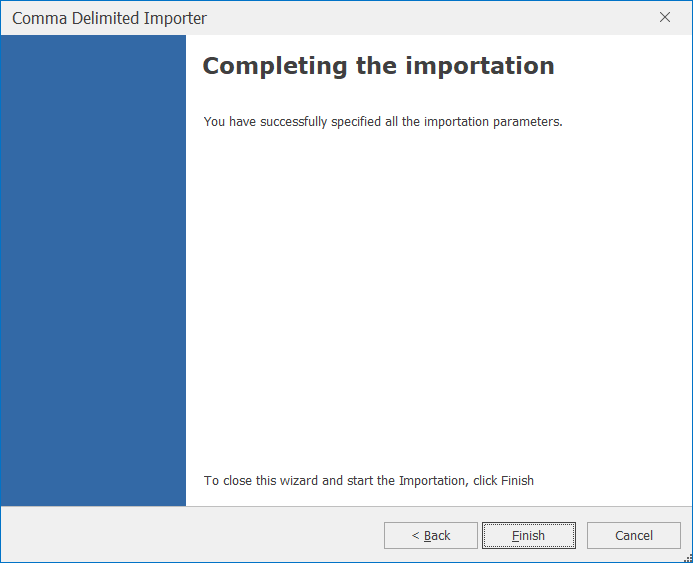 Comma Delimited Importer
Completing the importation
You have successfully specified all the importation parameters.
To close this wizard and start the Importation, click Finish
< Back Finish Cancel